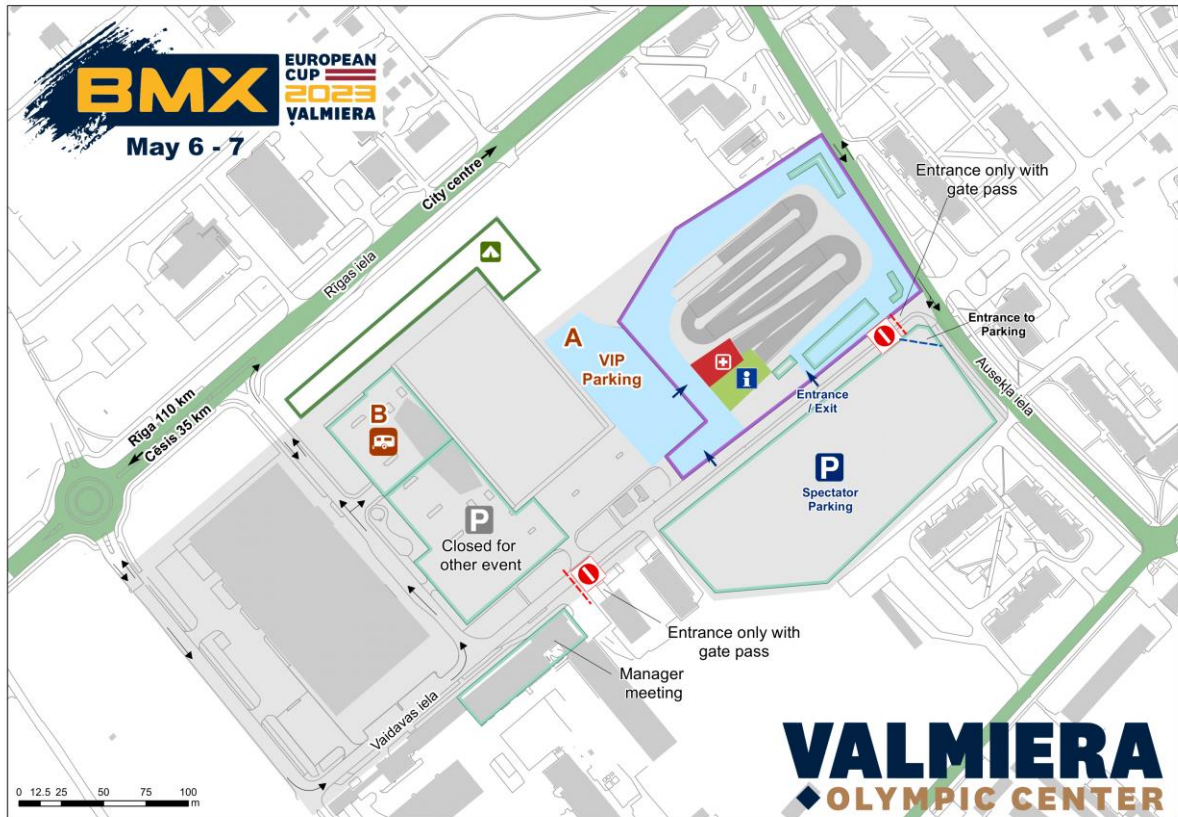 BMX
EUROPEAN
CUP
2023
VALMIERA
May 6 - 7
City centre
Rīgas iela
Rīga 110 km
Cēsis 35 km
Entrance only with
gate pass
Entrance to
Parking
Ausekļa iela
A
VIP
Parking
i
Entrance
/ Exit
B
P
Spectator
Parking
P
Closed for
other event
Entrance only with
gate pass
Manager
meeting
Vaidavas iela
0 12.5 25 50 75 100
m
VALMIERA
OLYMPIC CENTER